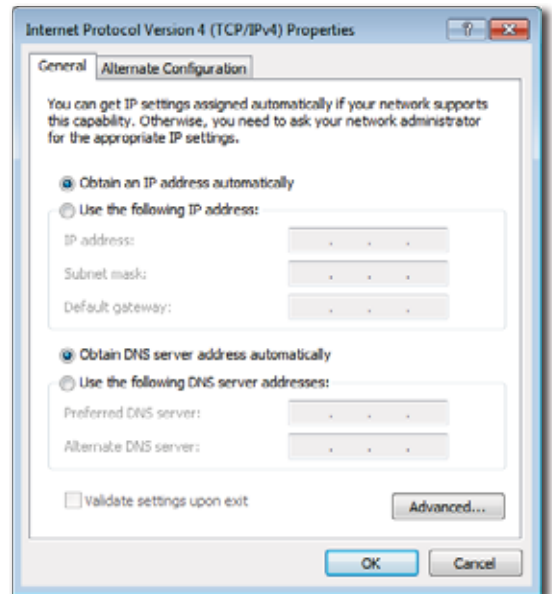 Internet Protocol Version 4 (TCP/IPv4) Properties
General
Alternate Configuration
You can get IP settings assigned automatically if your network supports
this capability. Otherwise, you need to ask your network administrator
for the appropriate IP settings.
Obtain an IP address automatically
Use the following IP address:
IP address:
Subnet mask:
Default gateway:
Obtain DNS server address automatically
Use the following DNS server addresses:
Preferred DNS server:
Alternate DNS server:
Validate settings upon exit
Advanced...
OK
Cancel